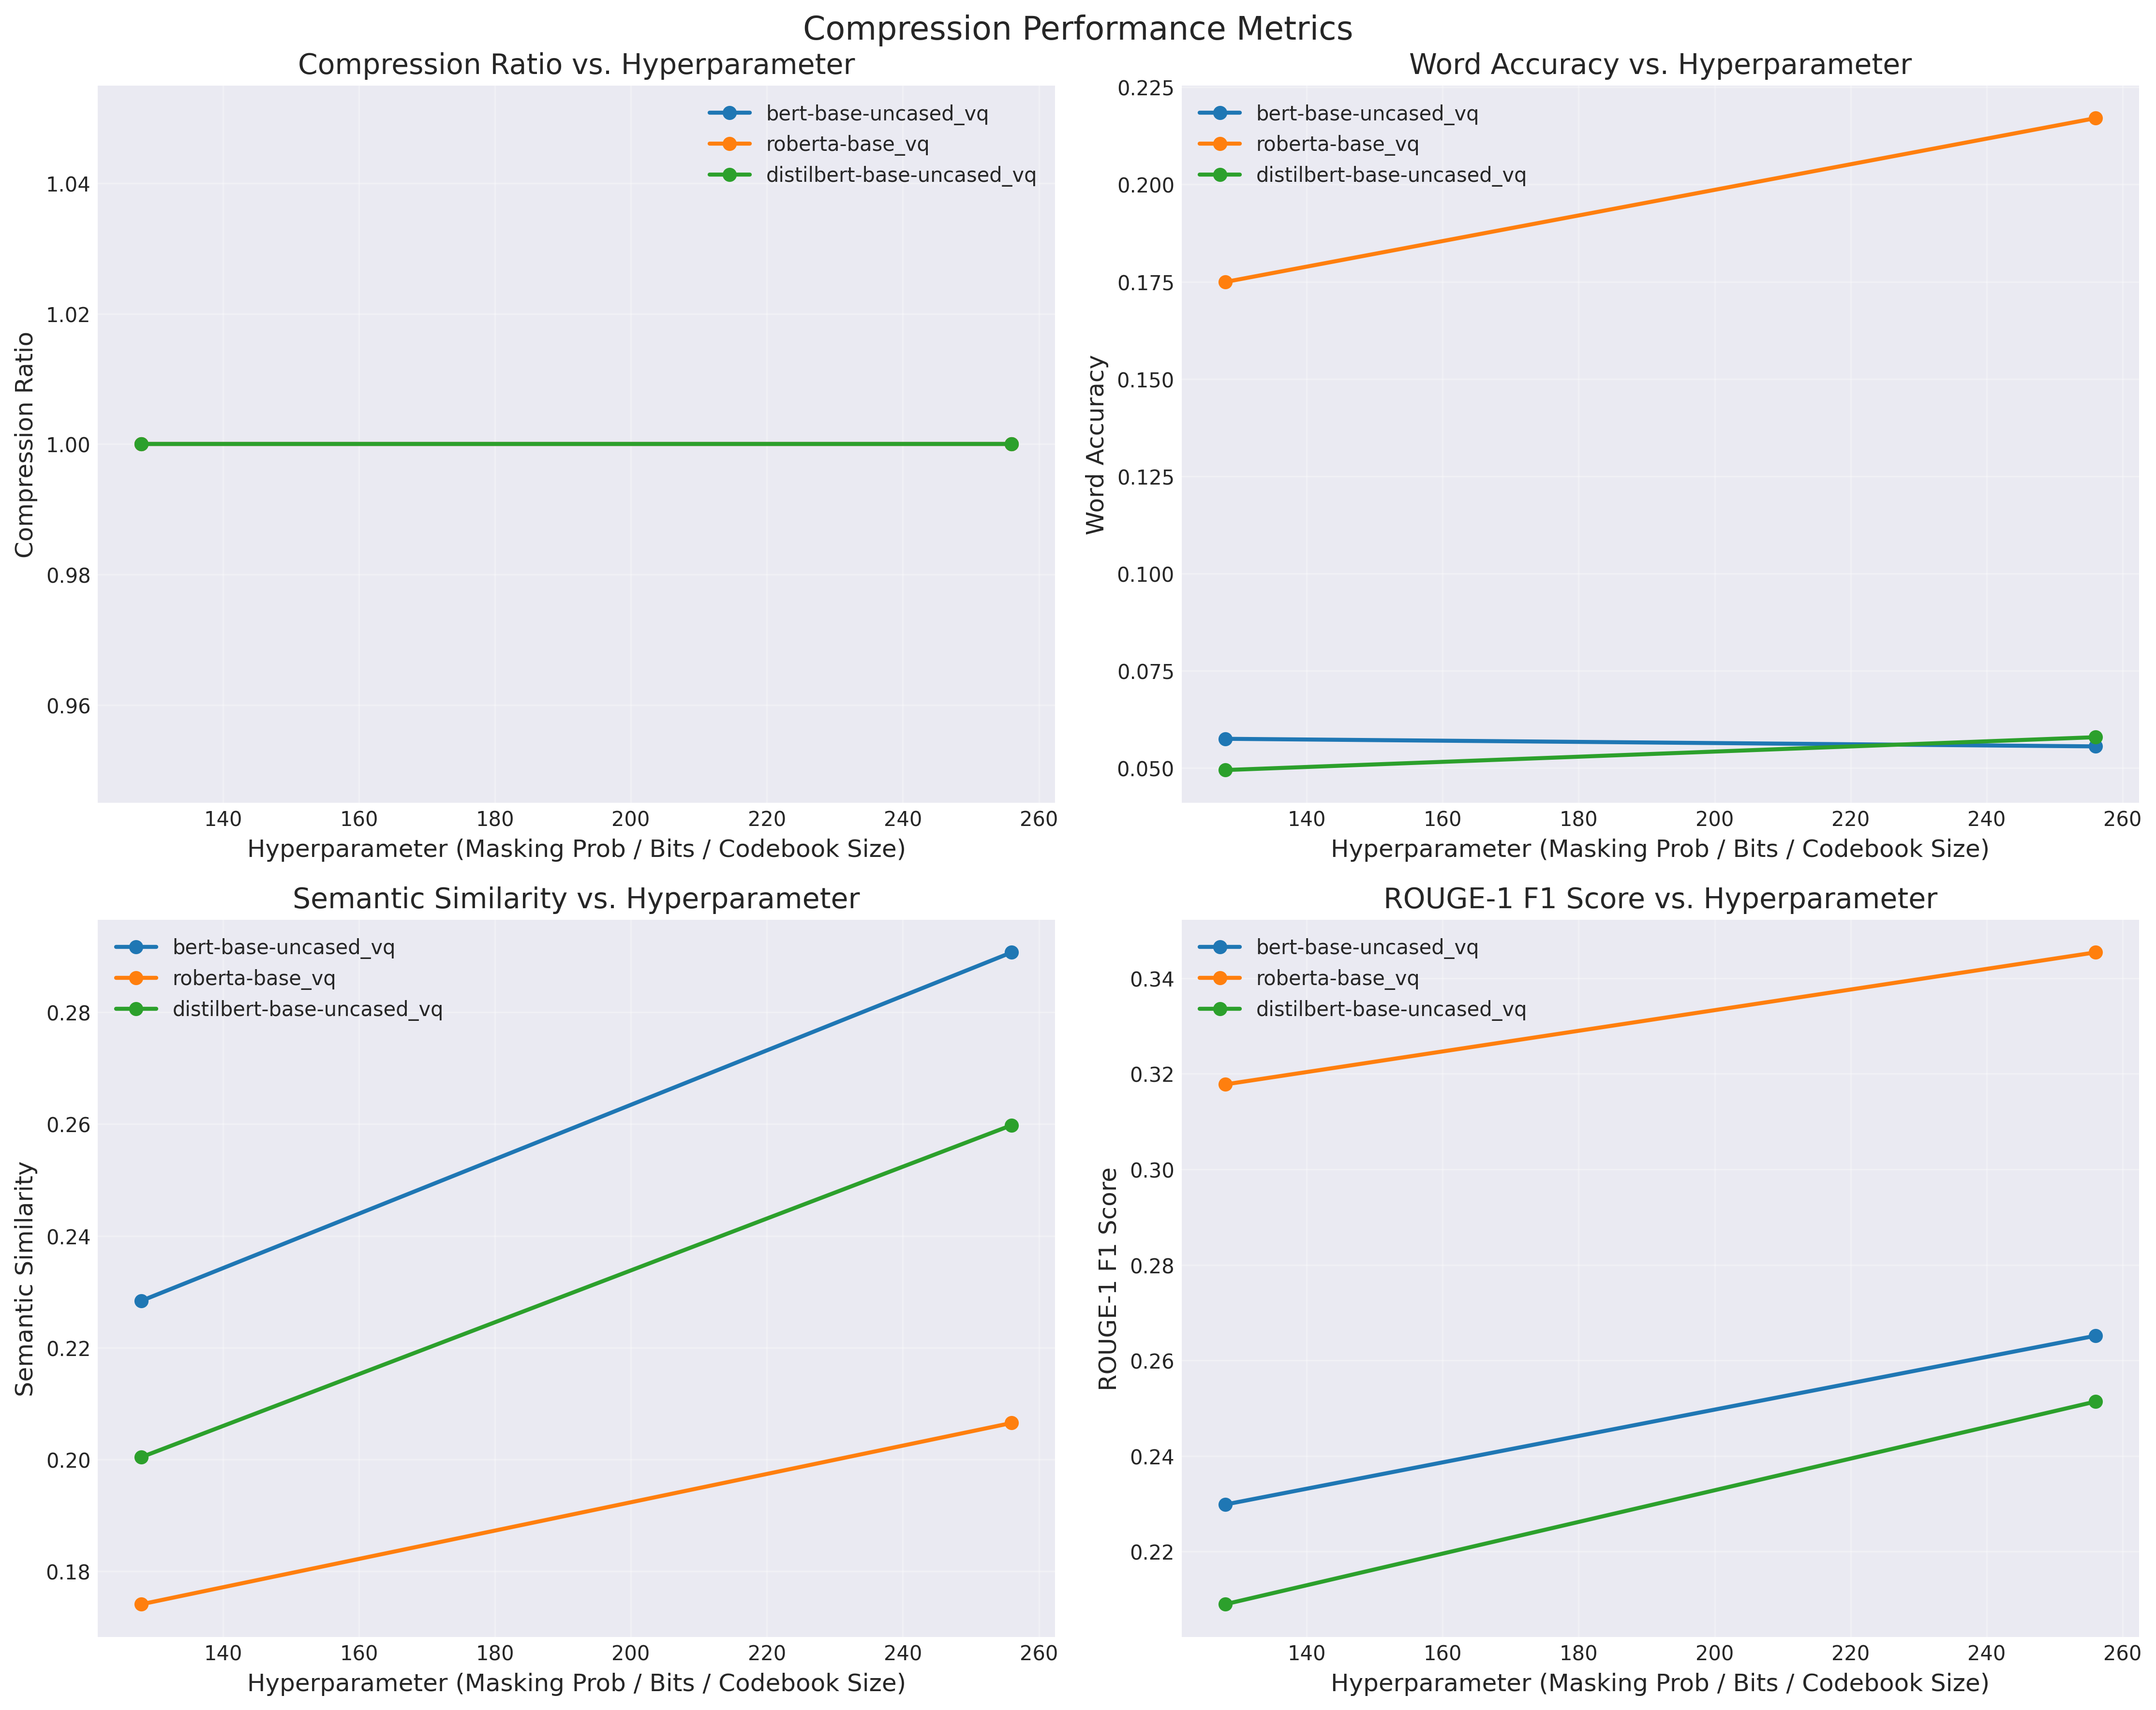 Compression Performance Metrics
Compression Ratio vs. Hyperparameter
bert-base-uncased_vq
roberta-base_vq
distilbert-base-uncased_vq
1.04
1.02
1.00
0.98
0.96
Compression Ratio
140 160 180 200 220 240 260
Hyperparameter (Masking Prob / Bits / Codebook Size)
Word Accuracy vs. Hyperparameter
bert-base-uncased_vq
roberta-base_vq
distilbert-base-uncased_vq
0.225
0.200
0.175
0.150
0.125
0.100
0.075
0.050
Word Accuracy
140 160 180 200 220 240 260
Hyperparameter (Masking Prob / Bits / Codebook Size)
Semantic Similarity vs. Hyperparameter
bert-base-uncased_vq
roberta-base_vq
distilbert-base-uncased_vq
0.28
0.26
0.24
0.22
0.20
0.18
Semantic Similarity
140 160 180 200 220 240 260
Hyperparameter (Masking Prob / Bits / Codebook Size)
ROUGE-1 F1 Score vs. Hyperparameter
bert-base-uncased_vq
roberta-base_vq
distilbert-base-uncased_vq
0.34
0.32
0.30
0.28
0.26
0.24
0.22
ROUGE-1 F1 Score
140 160 180 200 220 240 260
Hyperparameter (Masking Prob / Bits / Codebook Size)